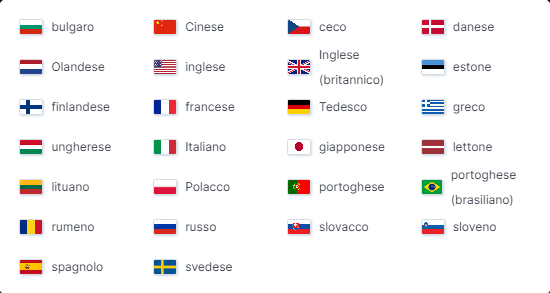 bulgaro
Cinese
ceco
danese
Olandese
inglese
Inglese
(britannico)
estone
finlandese
francese
Tedesco
greco
ungherese
Italiano
giapponese
lettone
lituano
Polacco
portoghese
portoghese
(brasiliano)
rumeno
russo
slovacco
sloveno
spagnolo
svedese